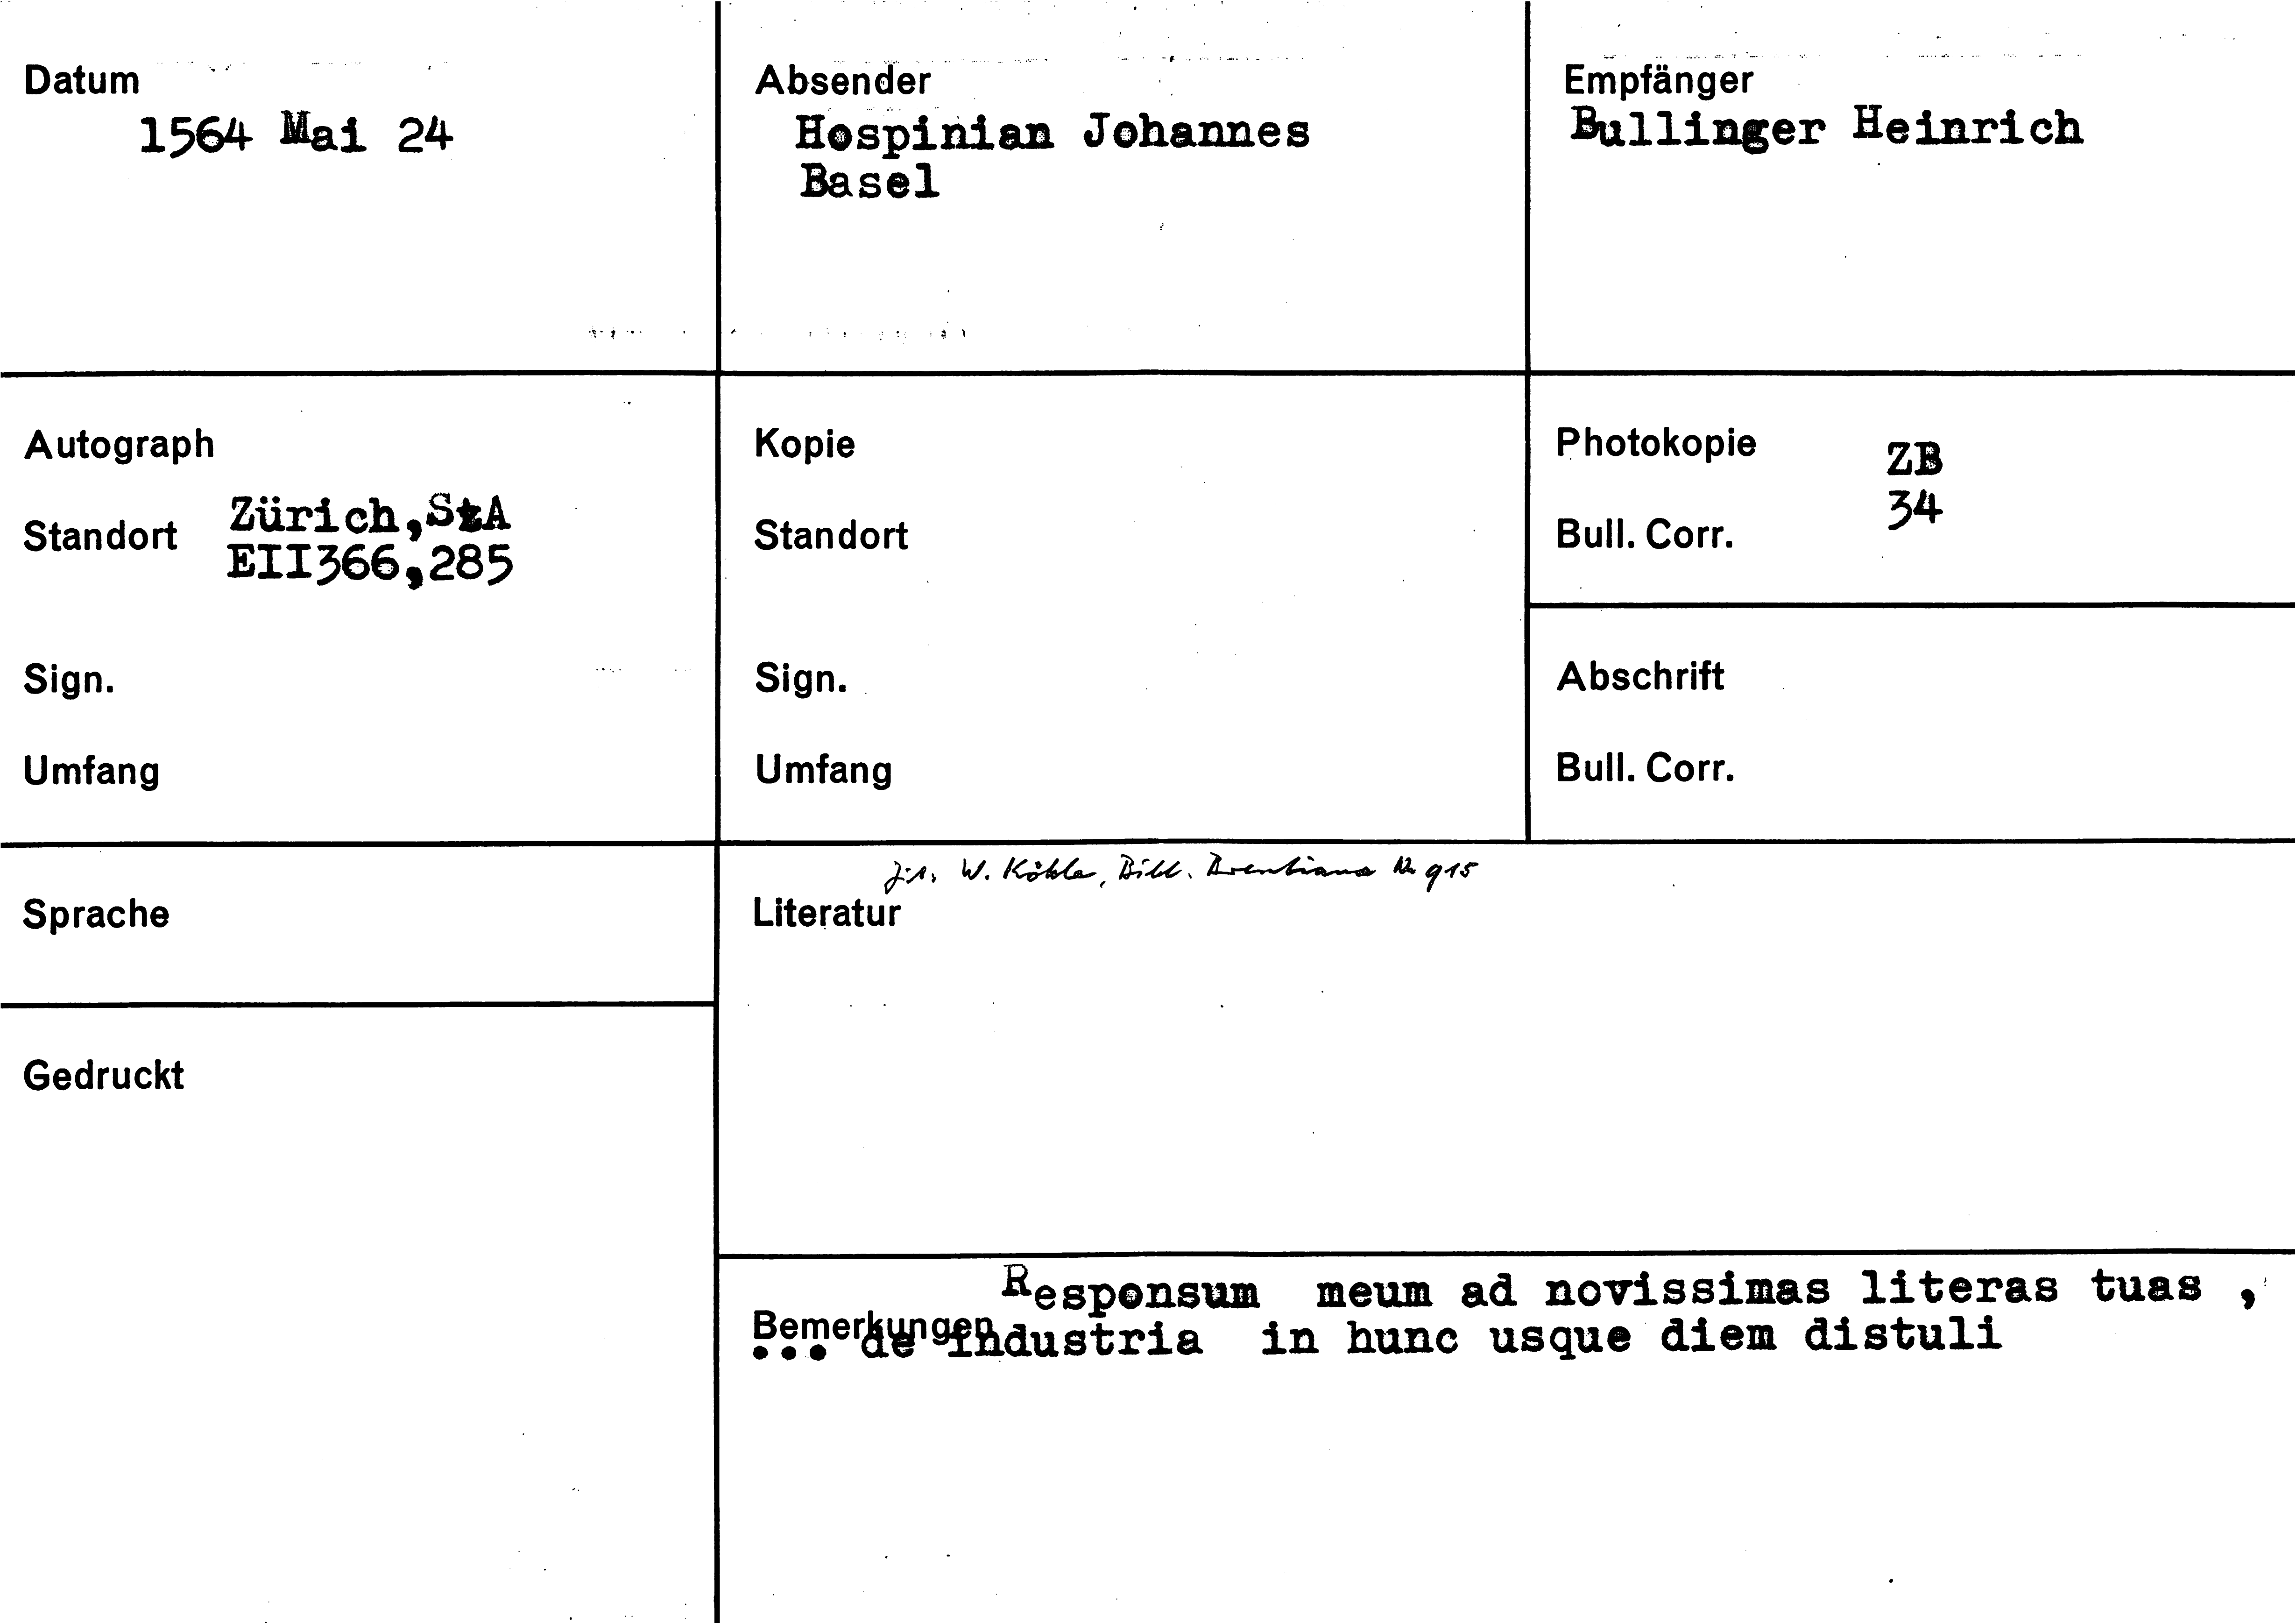 Datum
1564 Mai 24
Absender
Hospinian Johannes
Basel
Empfänger
Bullinger Heinrich
Autograph
Standort Zürich,StA
EII366,285
Sign.
Umfang
Kopie
Standort
Sign.
Umfang
Photokopie ZB
Bull. Corr. 34
Abschrift
Bull. Corr.
Sprache
Gedruckt
W. Köhler, Bibl. Brentiana Nr. 915
Literatur
Responsum meum ad novissimas literas tuas ,
Bemerkungen
... de industria in hunc usque diem distuli